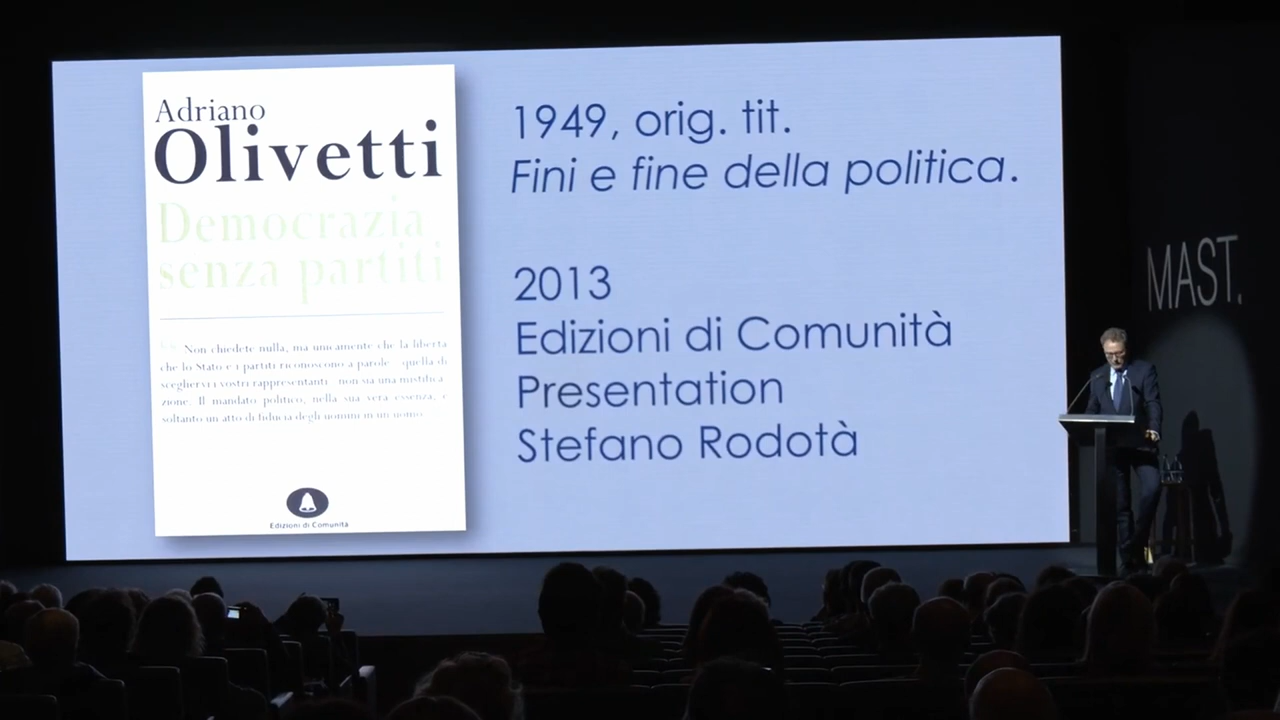 Adriano
Olivetti
Democrazia
senza partiti
Non chiedete nulla, ma unicamente che la libertà
che lo Stato e i partiti riconoscono a parole - quella di
scegliervi i vostri rappresentanti - non sia una mistifica-
zione. Il mandato politico, nella sua vera essenza, è
soltanto un atto di fiducia degli uomini in un uomo
Edizioni di Comunità
1949, orig. tit.
Fini e fine della politica.
2013
Edizioni di Comunità
Presentation
Stefano Rodotà
MAST.